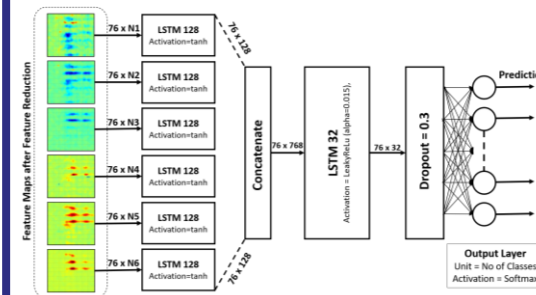 Feature Maps after Feature Reduction
76 x N1
LSTM 128
Activation=tanh
76 x N2
LSTM 128
Activation=tanh
76 x N3
LSTM 128
Activation=tanh
76 x N4
LSTM 128
Activation=tanh
76 x N5
LSTM 128
Activation=tanh
76 x N6
LSTM 128
Activation=tanh
76 x 128
76 x 128
Concatenate
76 x 768
LSTM 32
Activation = LeakyReLu (alpha=0.015),
76 x 32
Dropout = 0.3
Predictio
Output Layer
Unit = No of Classes
Activation = Softmax